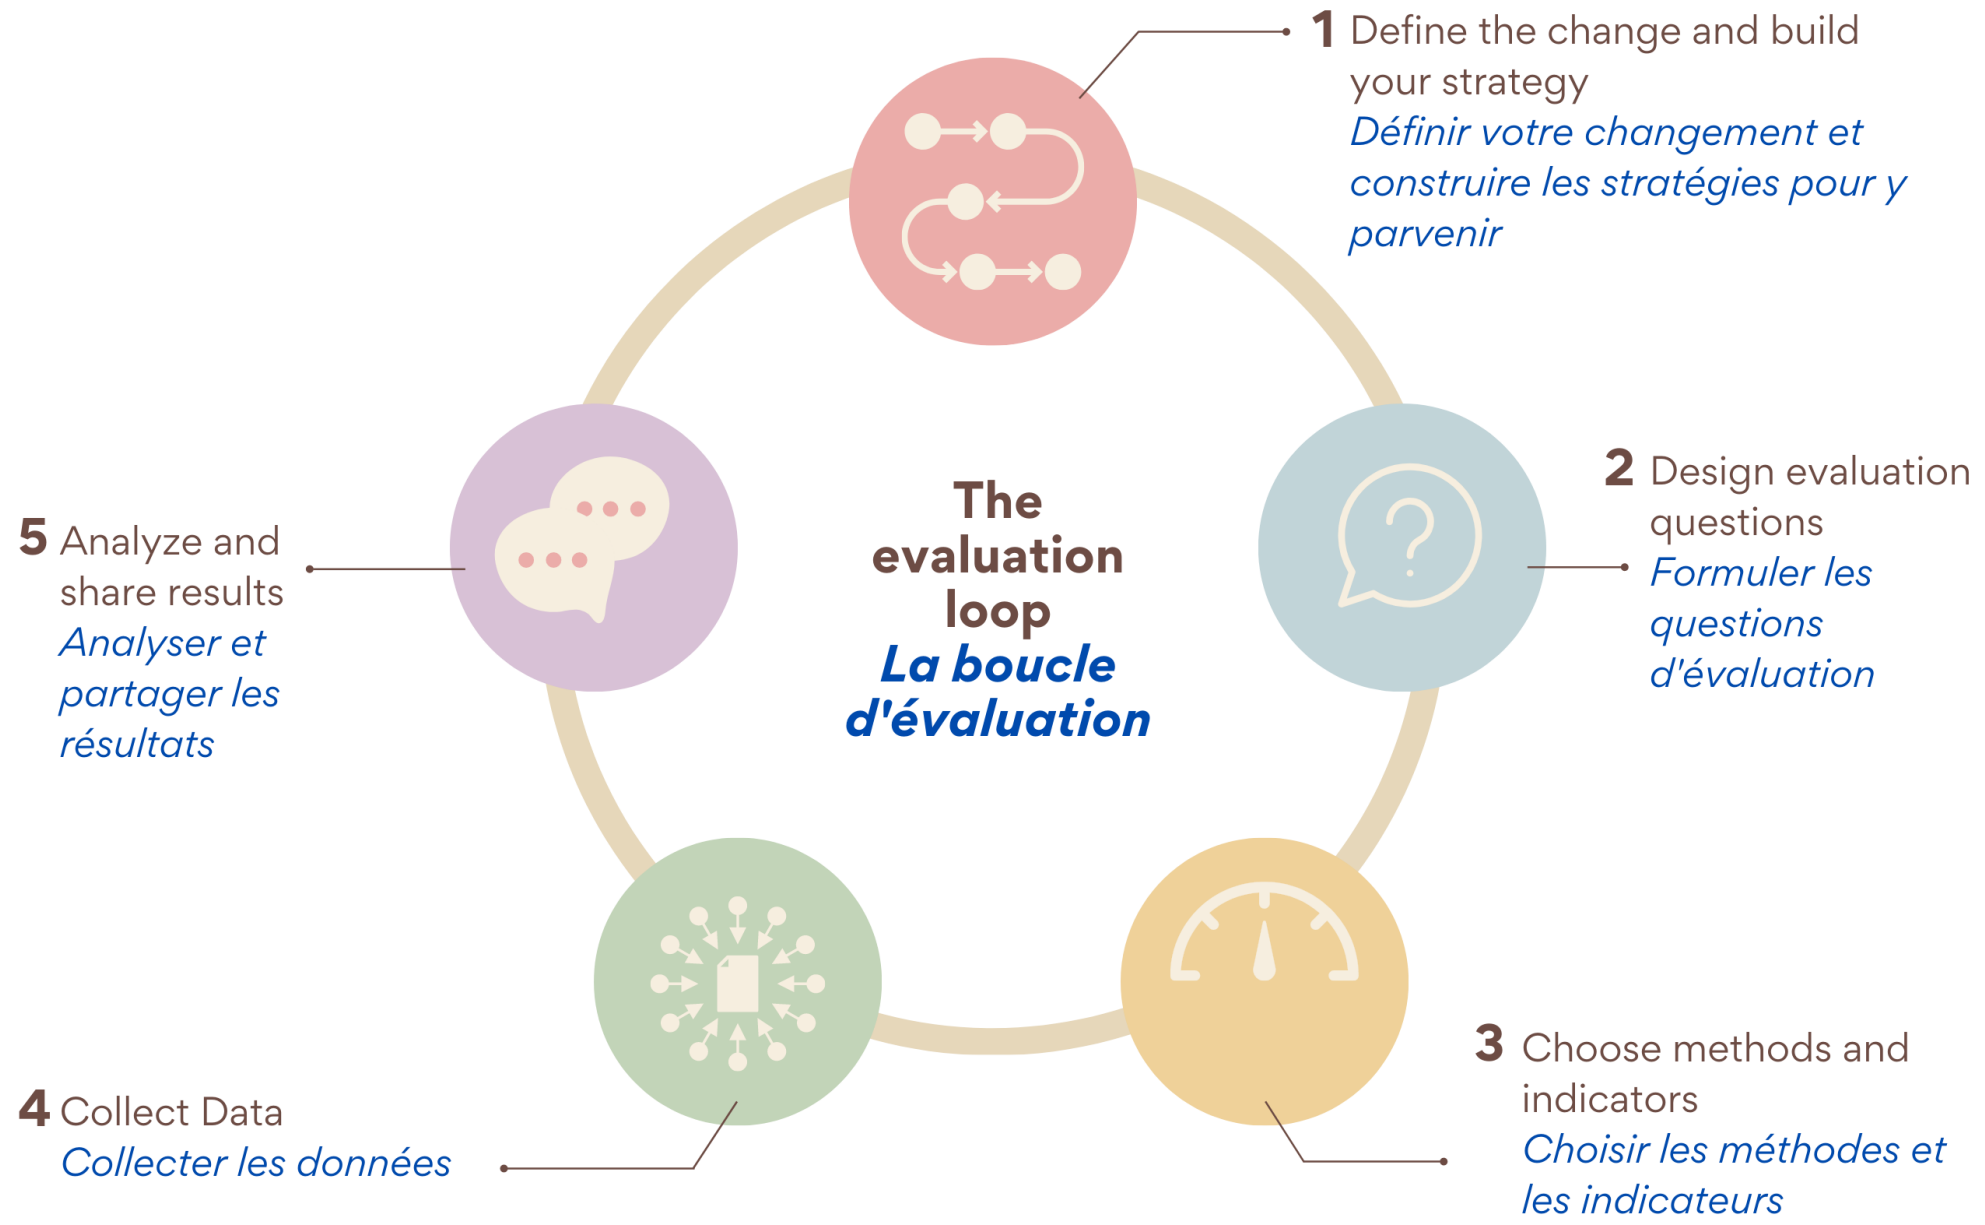 1 Define the change and build
your strategy
Définir votre changement et
construire les stratégies pour y
parvenir
2 Design evaluation
questions
Formuler les
questions
d'évaluation
The
evaluation
loop
La boucle
d'évaluation
5 Analyze and
share results
Analyser et
partager les
résultats
3 Choose methods and
indicators
Choisir les méthodes et
les indicateurs
4 Collect Data
Collecter les données